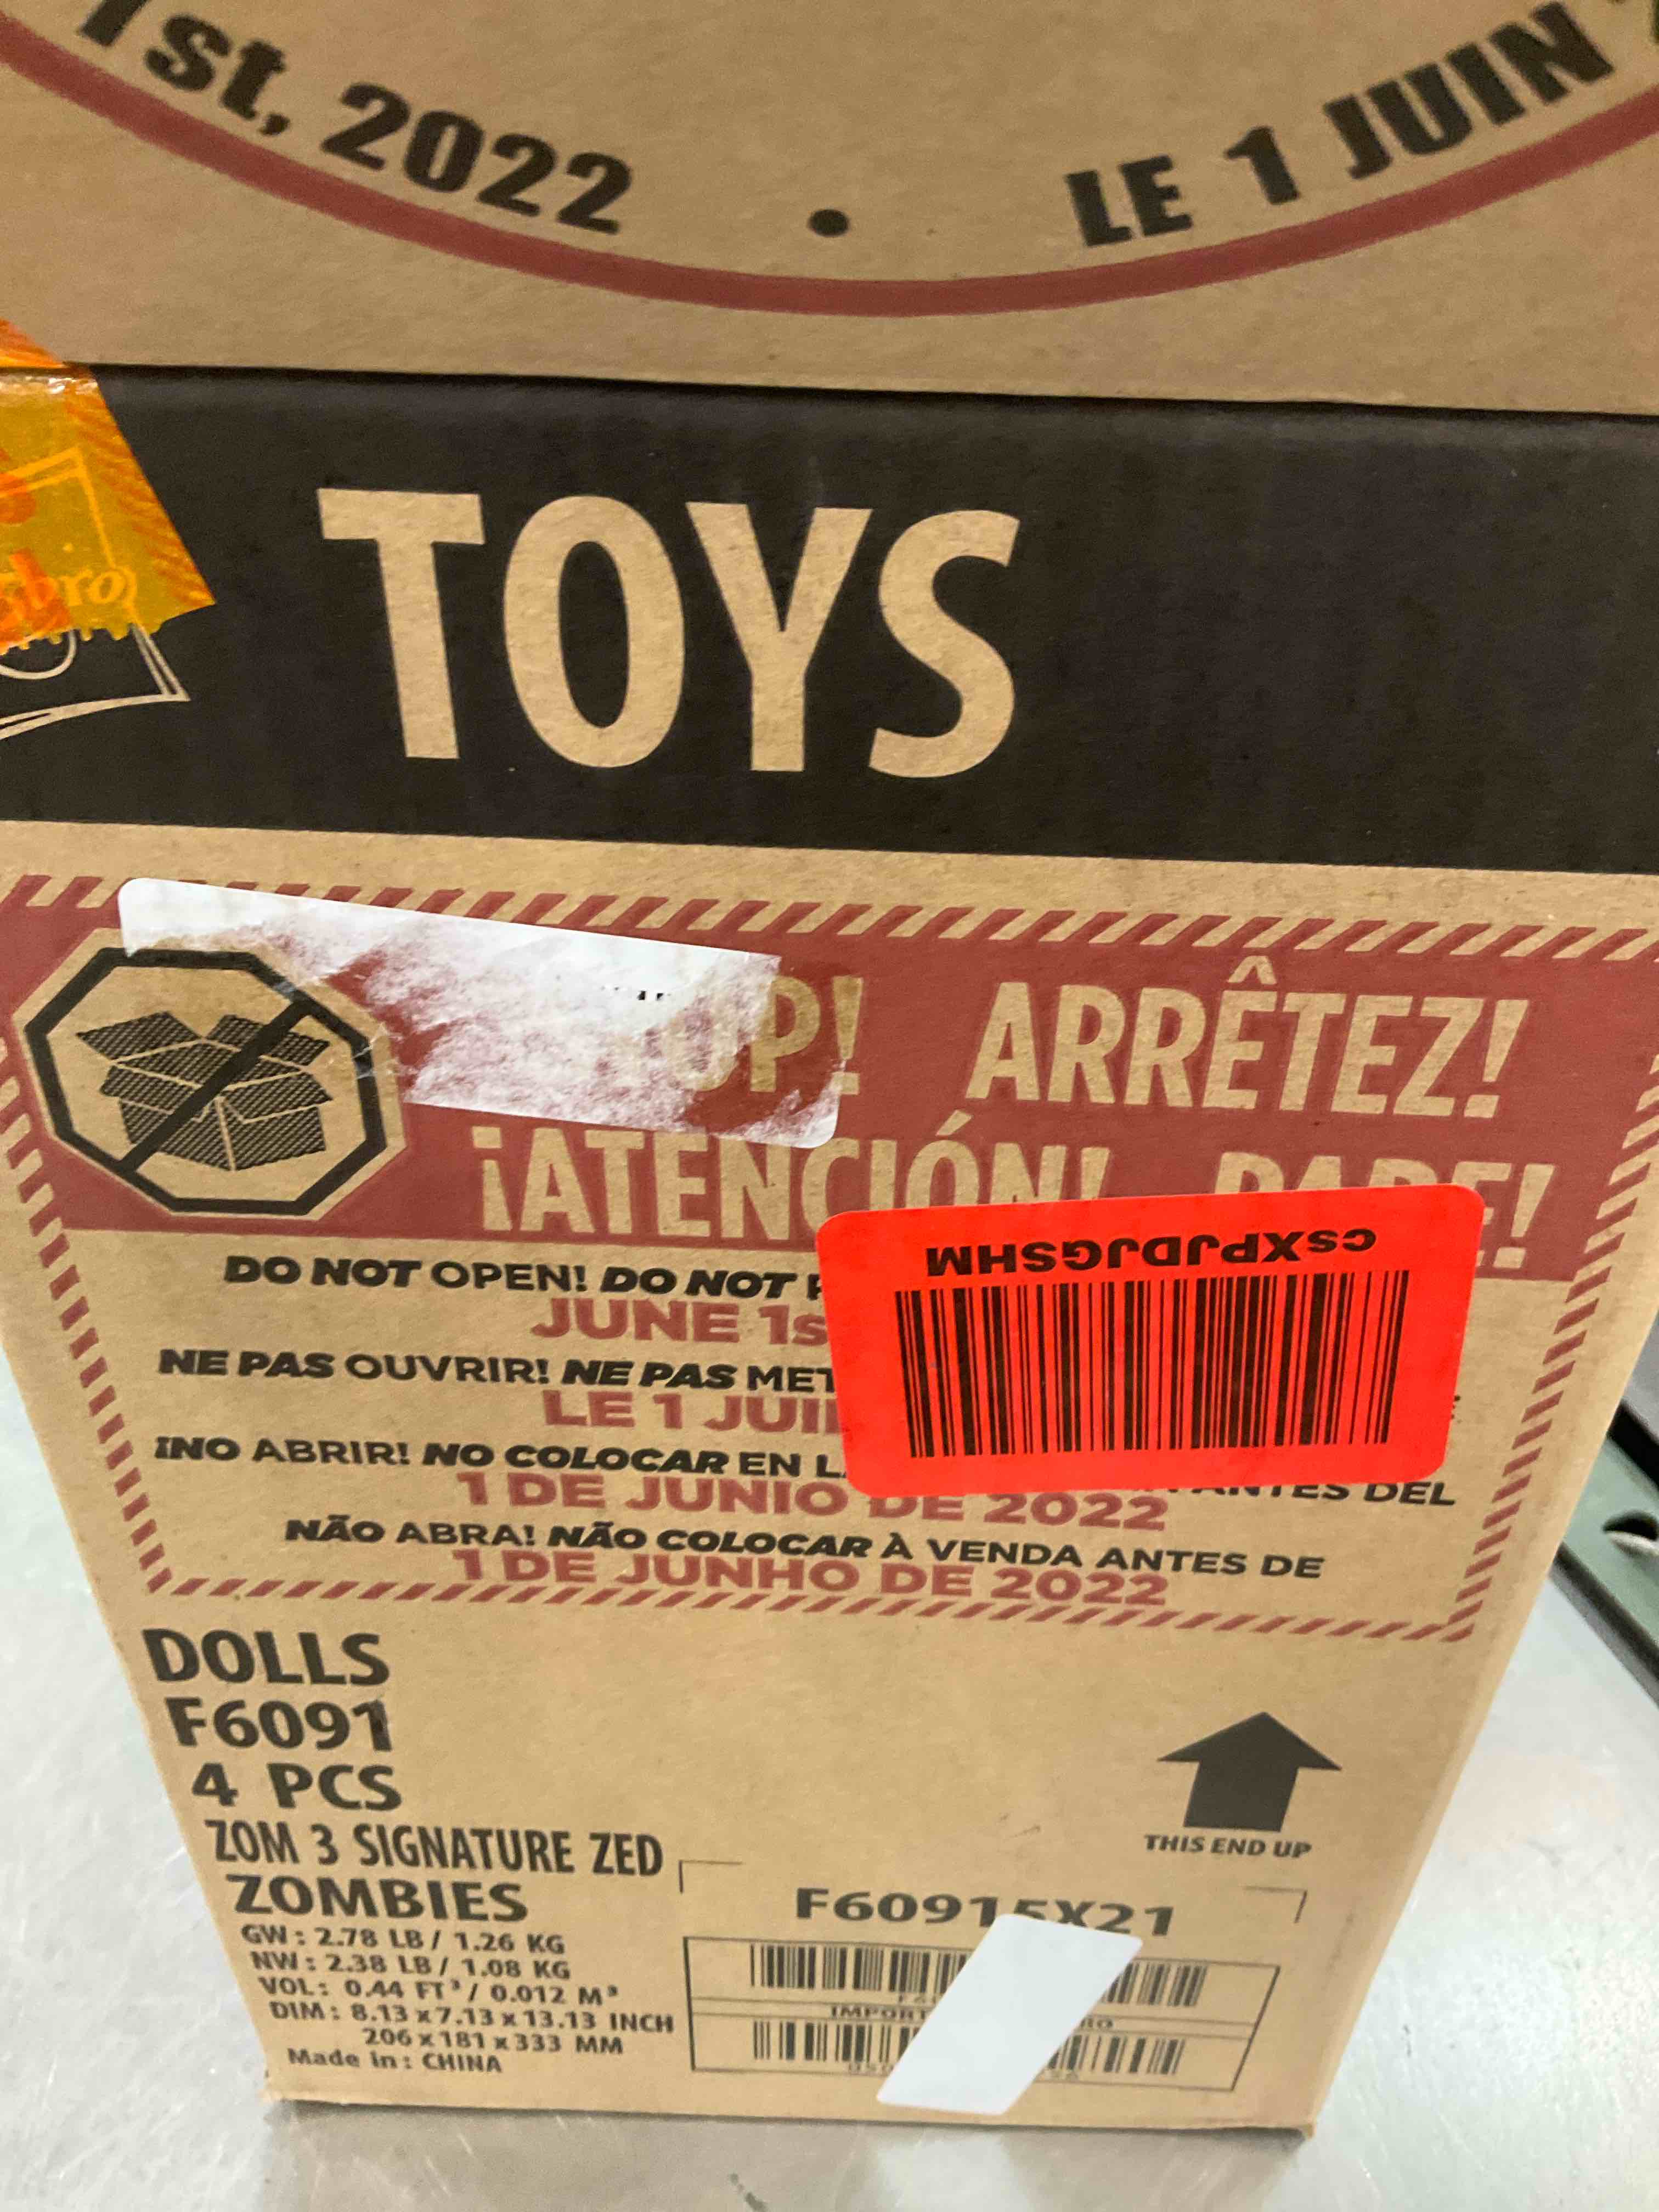 1st, 2022 • LE 1 JUIN
TOYS
P! ARRÊTEZ!
¡ATENCIÓN! PARE!
csXPJDJGSHM
DO NOT OPEN! DO NOT
JUNE 1s
NE PAS OUVRIR! NE PAS MET
LE 1 JUI
¡NO ABRIR! NO COLOCAR EN L
ANTES DEL
1 DE JUNIO DE 2022
NÃO ABRA! NÃO COLOCAR À VENDA ANTES DE
1 DE JUNHO DE 2022
DOLLS
F6091
4 PCS
ZOM 3 SIGNATURE ZED
ZOMBIES
GW: 2.78 LB / 1.26 KG
NW: 2.38 LB / 1.08 KG
VOL: 0.44 FT³ / 0.012 M³
DIM: 8.13 x 7.13 x 13.13 INCH
206 x 181 x 333 MM
Made in: CHINA
THIS END UP
F60915X21
IMPORT